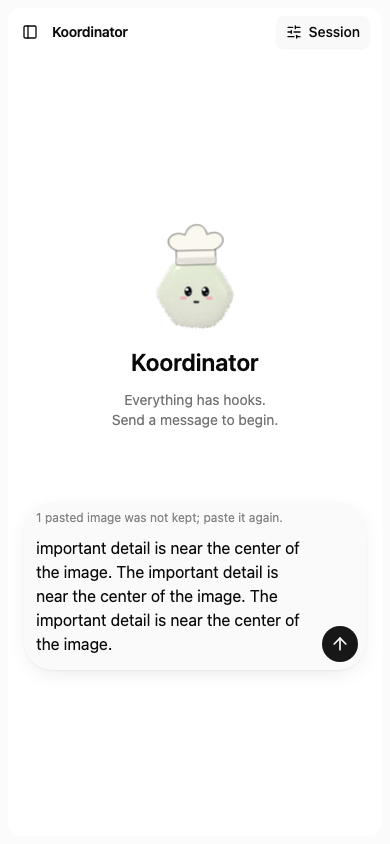 Koordinator
Session
Koordinator
Everything has hooks.
Send a message to begin.
1 pasted image was not kept; paste it again.
important detail is near the center of
the image. The important detail is
near the center of the image. The
important detail is near the center of
the image.